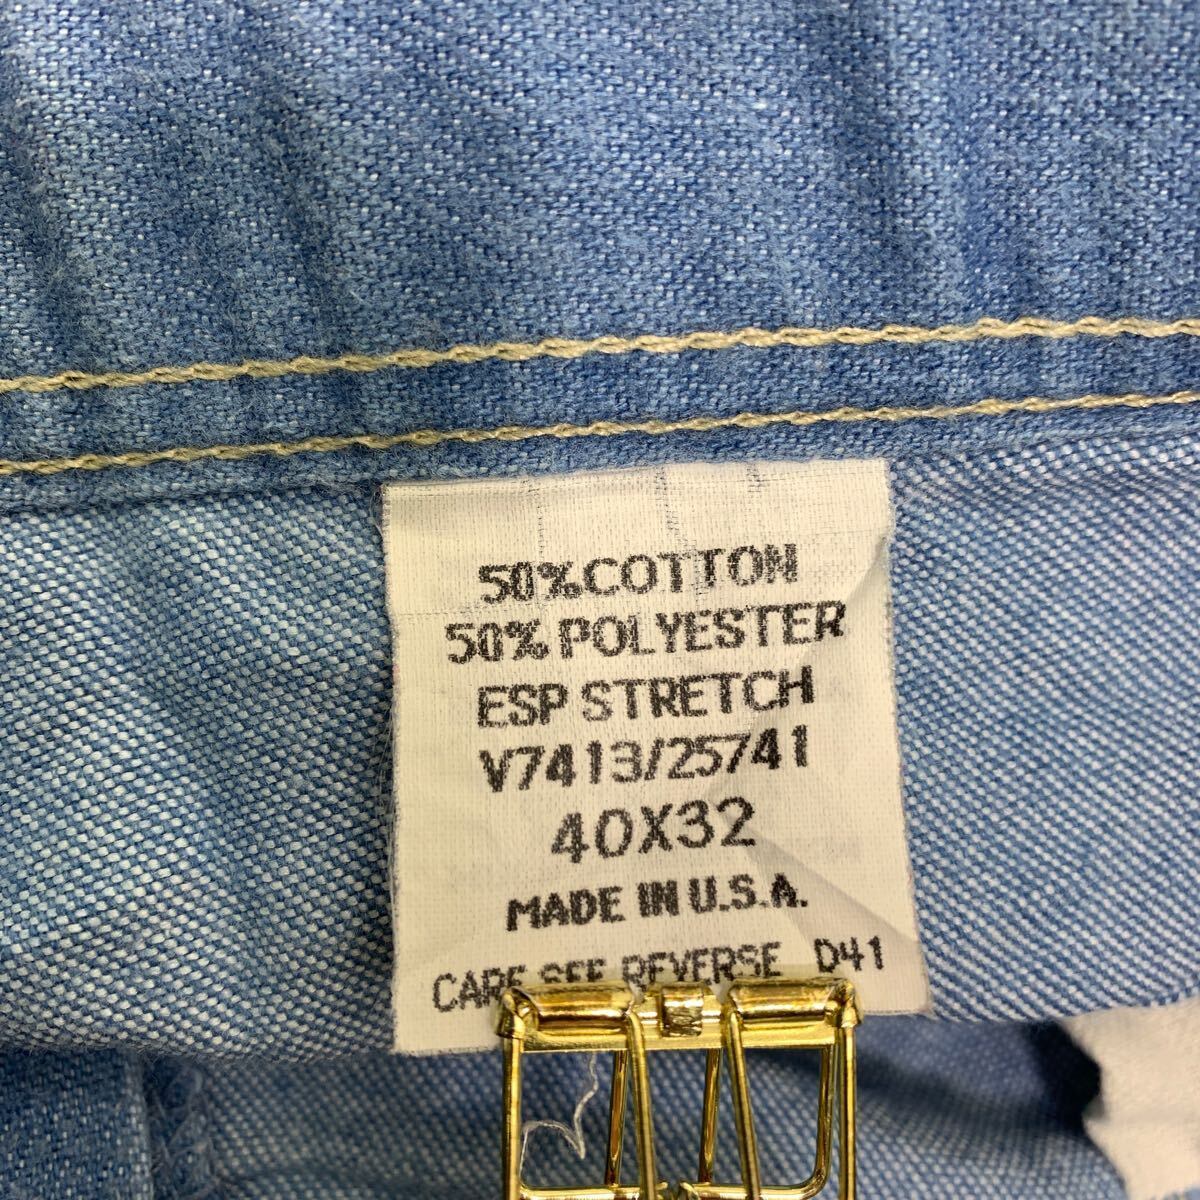 50%COTTON
50% POLYESTER
ESP STRETCH
V7413/25741
40X32
MADE IN U.S.A.
CARE SEE REVERSE D41